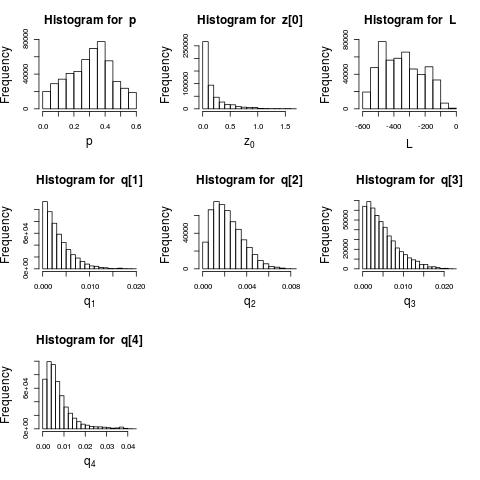 Histogram for p
Frequency
0 40000 80000
0.0 0.2 0.4 0.6
p
Histogram for z[0]
Frequency
0 100000 250000
0.0 0.5 1.0 1.5
z0
Histogram for L
Frequency
0 40000 80000
-600 -400 -200 0
L
Histogram for q[1]
Frequency
0e+00 6e+04
0.000 0.010 0.020
q1
Histogram for q[2]
Frequency
0 40000
0.000 0.004 0.008
q2
Histogram for q[3]
Frequency
0 20000 50000
0.000 0.010 0.020
q3
Histogram for q[4]
Frequency
0e+00 6e+04
0.00 0.01 0.02 0.03 0.04
q4